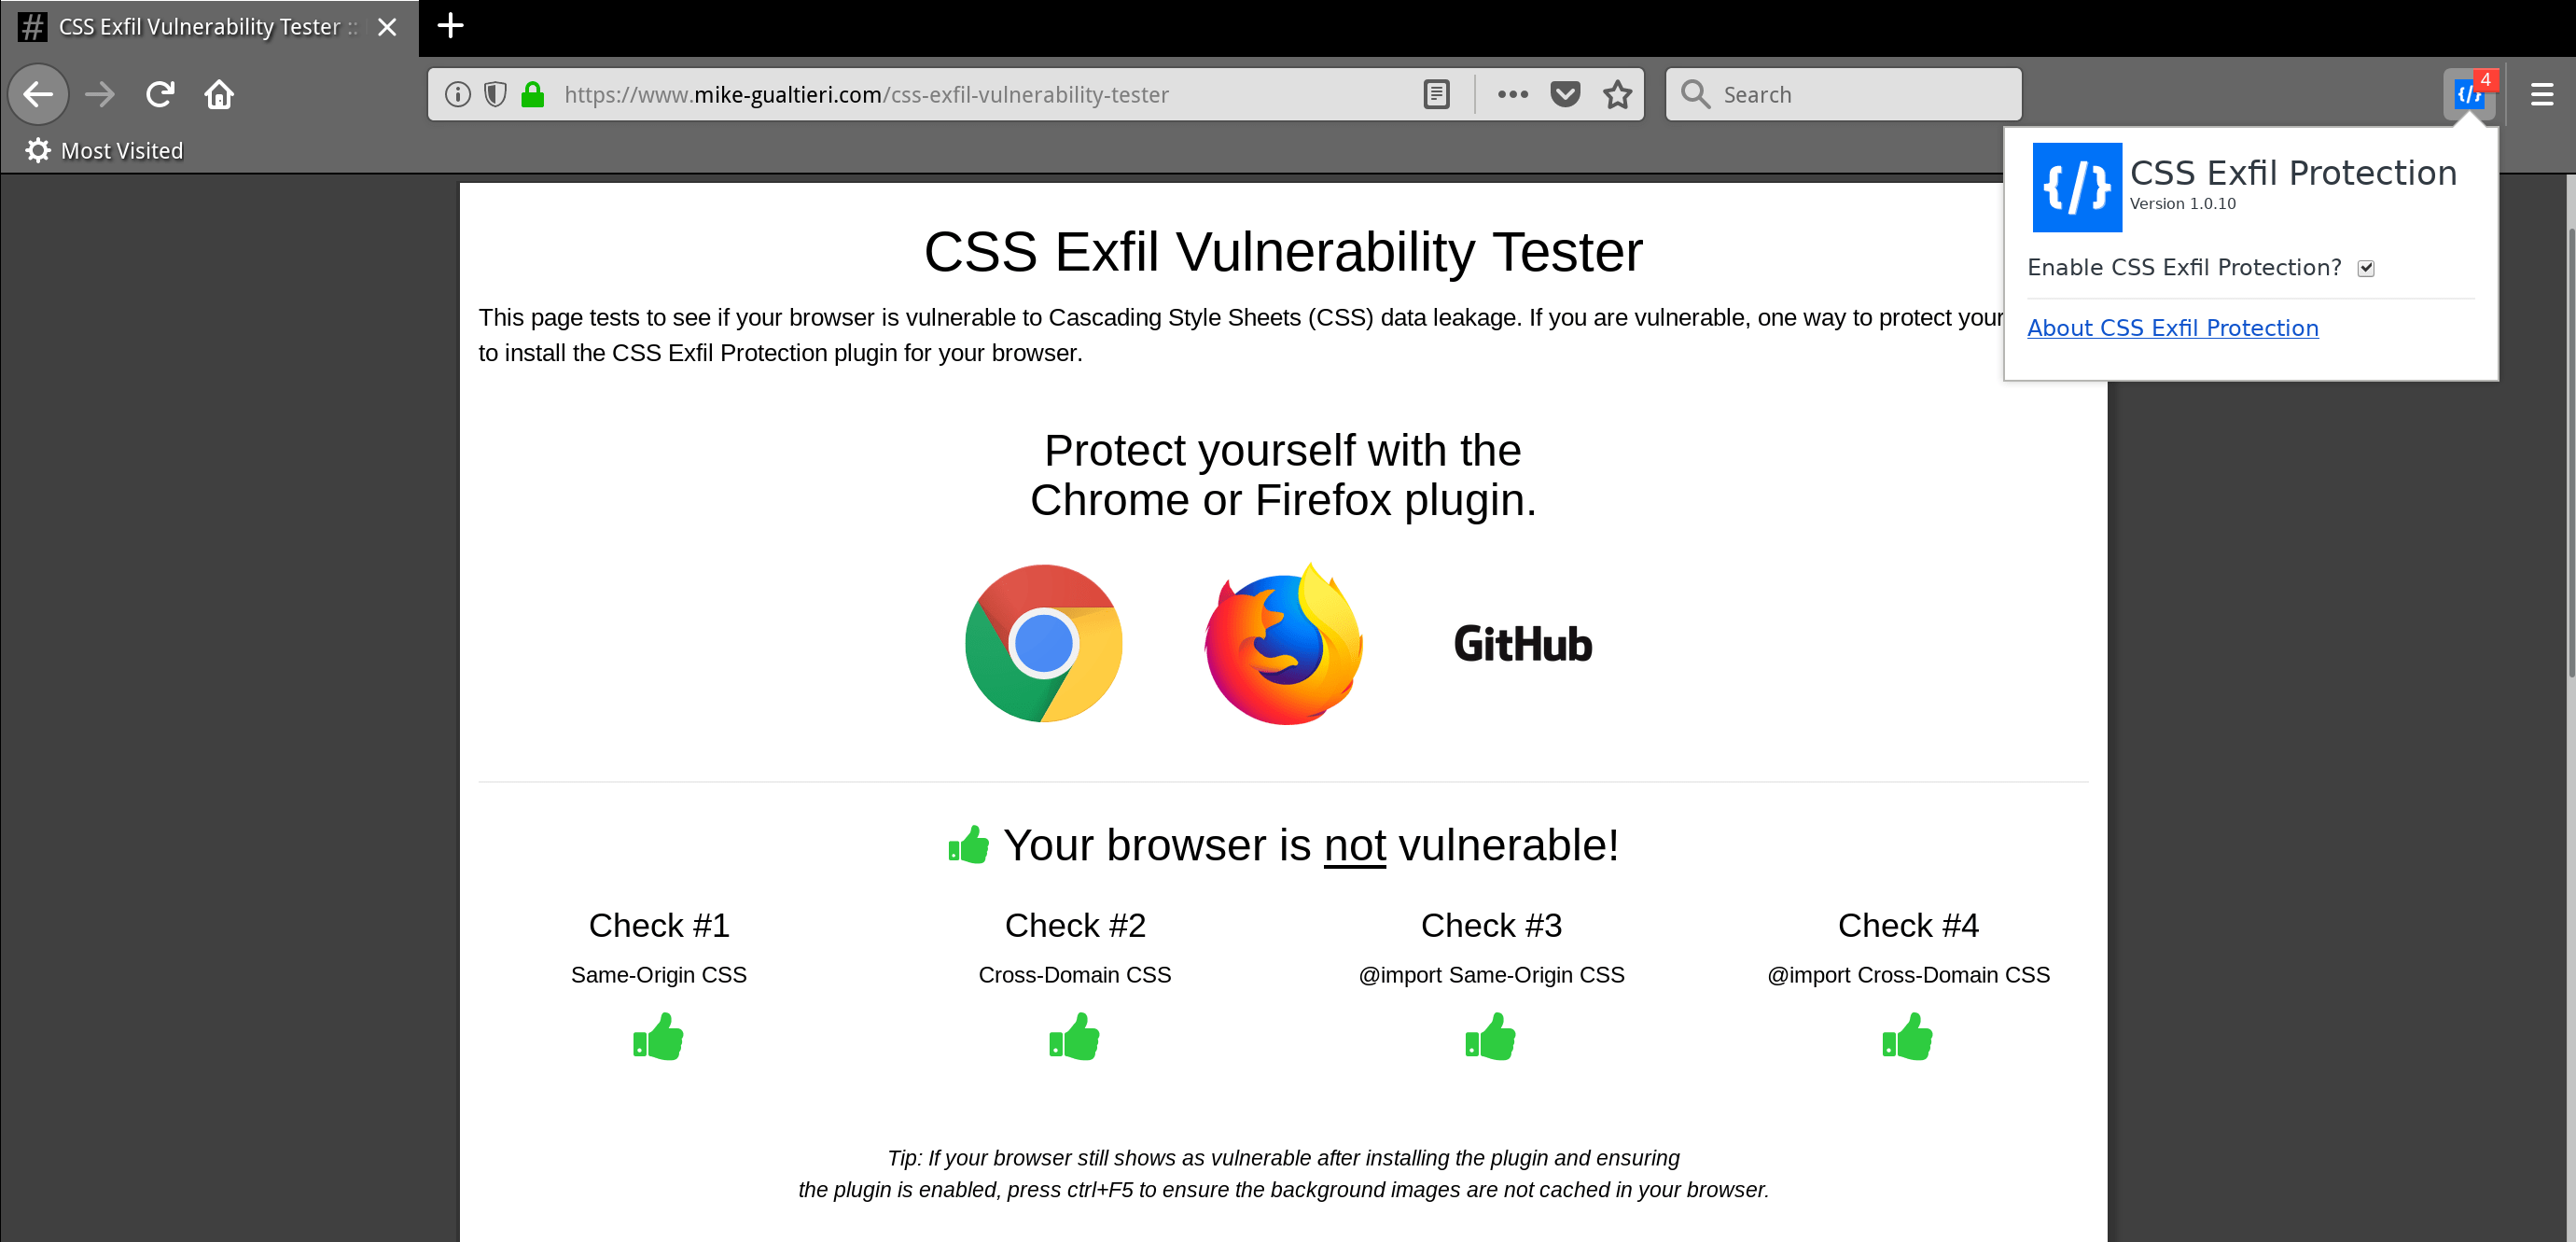 CSS Exfil Vulnerability Tester ::
https://www.mike-gualtieri.com/css-exfil-vulnerability-tester
Search
4
{/}
Most Visited
{/}
CSS Exfil Protection
Version 1.0.10
Enable CSS Exfil Protection?
About CSS Exfil Protection
CSS Exfil Vulnerability Tester
This page tests to see if your browser is vulnerable to Cascading Style Sheets (CSS) data leakage. If you are vulnerable, one way to protect your
to install the CSS Exfil Protection plugin for your browser.
Protect yourself with the
Chrome or Firefox plugin.
GitHub
Your browser is not vulnerable!
Check #1
Same-Origin CSS
Check #2
Cross-Domain CSS
Check #3
@import Same-Origin CSS
Check #4
@import Cross-Domain CSS
Tip: If your browser still shows as vulnerable after installing the plugin and ensuring
the plugin is enabled, press ctrl+F5 to ensure the background images are not cached in your browser.